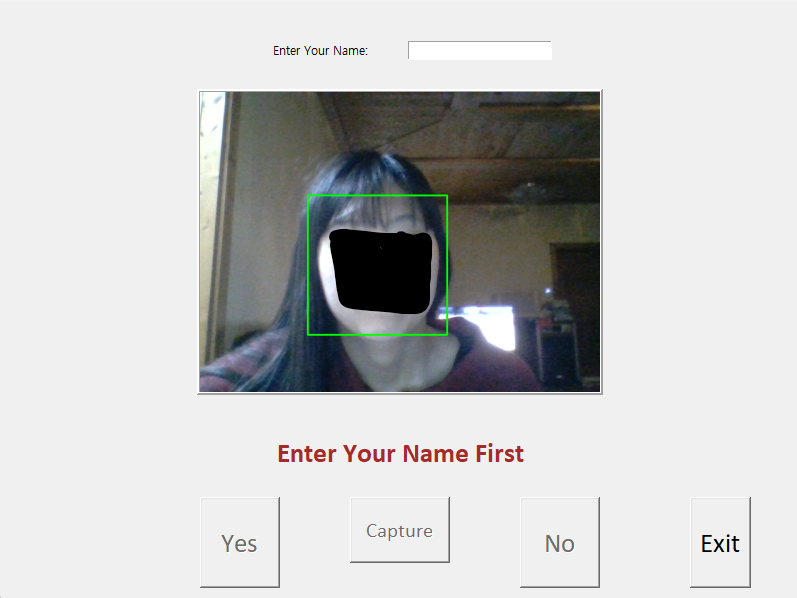 Enter Your Name:
Enter Your Name First
Yes
Capture
No
Exit